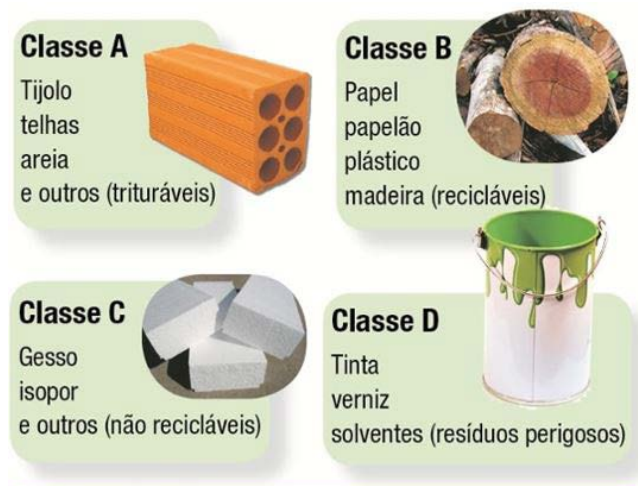 Classe A
Tijolo
telhas
areia
e outros (trituráveis)
Classe B
Papel
papelão
plástico
madeira (recicláveis)
Classe C
Gesso
isopor
e outros (não recicláveis)
Classe D
Tinta
verniz
solventes (resíduos perigosos)